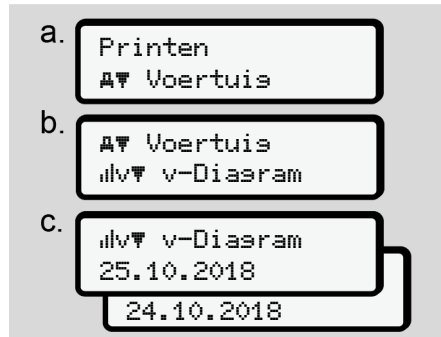 a.
Printen
Voertuig
b.
Voertuig
v v-Diagram
c.
v v-Diagram
25.10.2018
24.10.2018